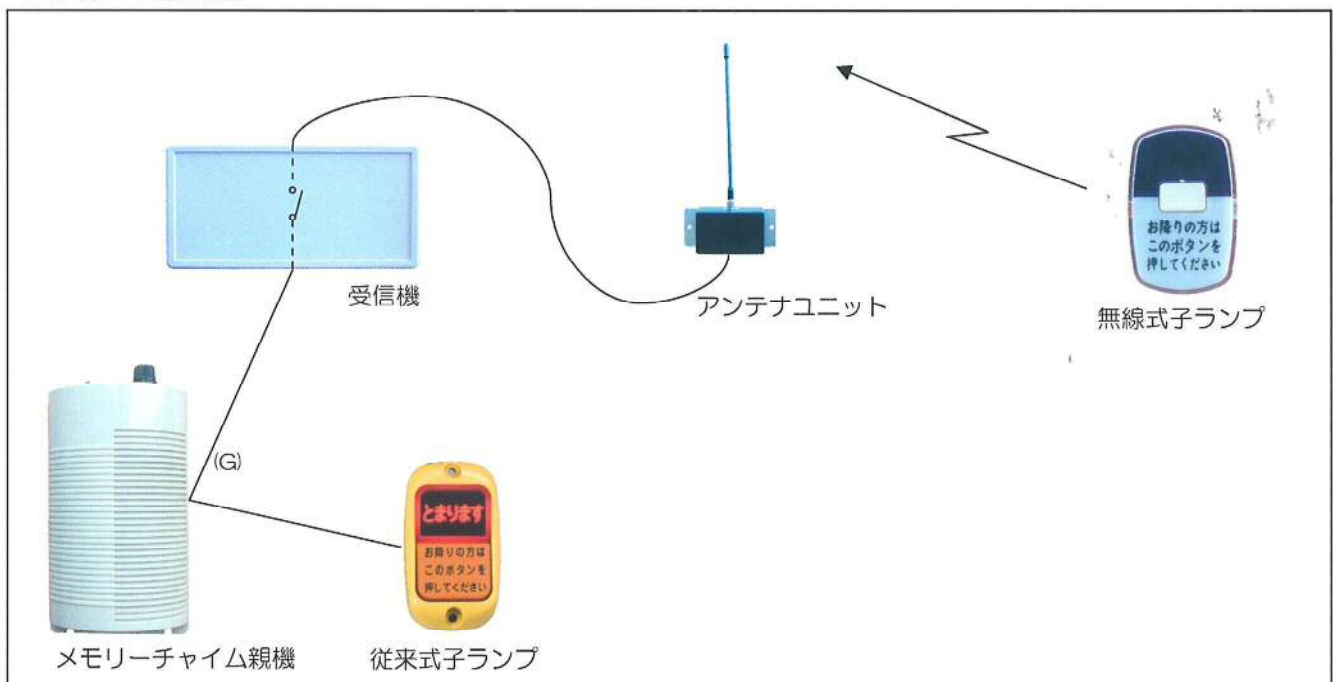 受信機
アンテナユニット
お降りの方は
このボタンを
押してください
無線式子ランプ
(G)
とまります
お降りの方は
このボタンを
押してください
メモリーチャイム親機
従来式子ランプ